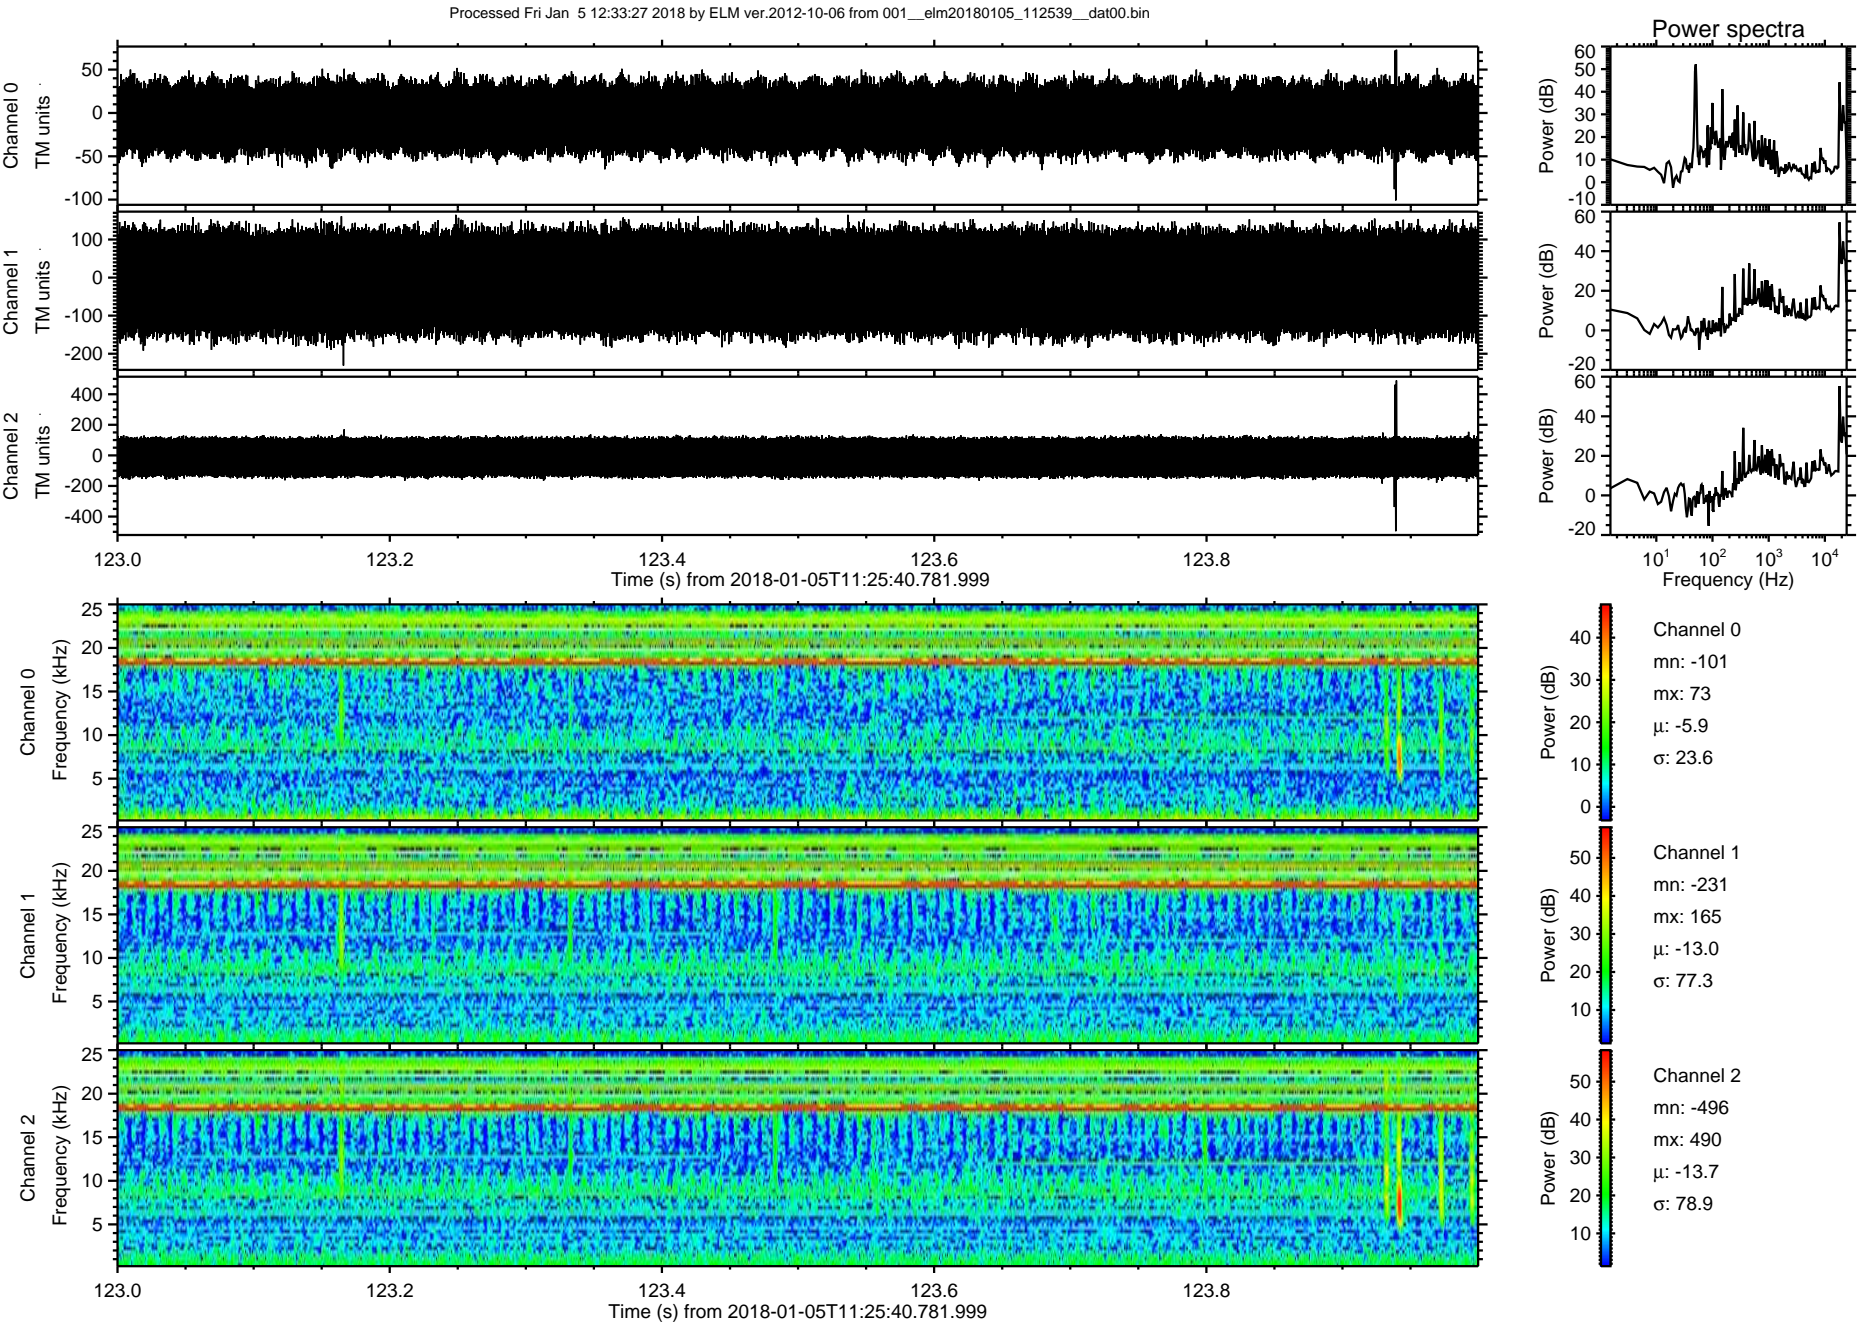 Processed Fri Jan  5 12:33:27 2018 by ELM ver.2012-10-06 from 001__elm20180105_112539__dat00.bin
Power spectra
Channel 0
TM units
50
0
-50
-100
Power (dB)
60
50
40
30
20
10
0
-10
Channel 1
TM units
100
0
-100
-200
Power (dB)
60
40
20
0
-20
Channel 2
TM units
400
200
0
-200
-400
Power (dB)
60
40
20
0
-20
123.0 123.2 123.4 123.6 123.8
Time (s) from 2018-01-05T11:25:40.781.999
10¹ 10² 10³ 10⁴
Frequency (Hz)
Channel 0
Frequency (kHz)
25
20
15
10
5
Power (dB)
40
30
20
10
0
Channel 0
mn: -101
mx: 73
μ: -5.9
σ: 23.6
Channel 1
Frequency (kHz)
25
20
15
10
5
Power (dB)
50
40
30
20
10
Channel 1
mn: -231
mx: 165
μ: -13.0
σ: 77.3
Channel 2
Frequency (kHz)
25
20
15
10
5
Power (dB)
50
40
30
20
10
Channel 2
mn: -496
mx: 490
μ: -13.7
σ: 78.9
123.0 123.2 123.4 123.6 123.8
Time (s) from 2018-01-05T11:25:40.781.999